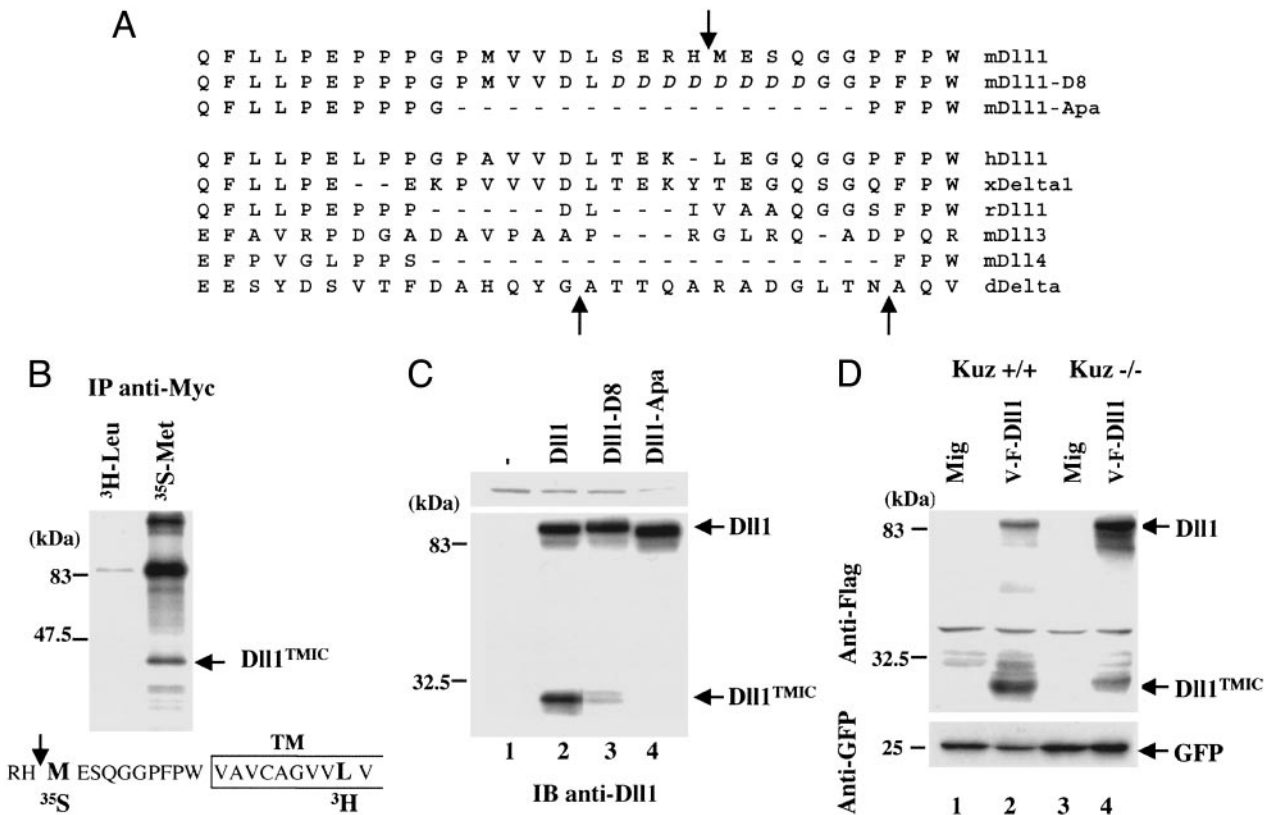 A
Q F L L P E P P P G P M V V D L S E R H M E S Q G G P F P W mDll1
Q F L L P E P P P G P M V V D L D D D D D D D D G G P F P W mDll1-D8
Q F L L P E P P P G - - - - - - - - - - - - - - - - P F P W mDll1-Apa
Q F L L P E L P P G P A V V D L T E K - L E G Q G G P F P W hDll1
Q F L L P E - - E K P V V V D L T E K Y T E G Q S G Q F P W xDelta1
Q F L L P E P P P - - - - - D L - - - I V A A Q G G S F P W rDll1
E F A V R P D G A D A V P A A P - - - R G L R Q - A D P Q R mDll3
E F P V G L P P S - - - - - - - - - - - - - - - - - - F P W mDll4
E E S Y D S V T F D A H Q Y G A T T Q A R A D G L T N A Q V dDelta
B
IP anti-Myc
³H-Leu
³⁵S-Met
(kDa)
83
47.5
Dll1ᵀᴹᴵᶜ
TM
RH M ESQGGPFPW VAVCAGVVL V
³⁵S ³H
C
-
Dll1
Dll1-D8
Dll1-Apa
(kDa)
83
Dll1
32.5
Dll1ᵀᴹᴵᶜ
1 2 3 4
IB anti-Dll1
D
Kuz +/+ Kuz -/-
Mig
V-F-Dll1
Mig
V-F-Dll1
(kDa)
83
Dll1
Anti-Flag
32.5
Dll1ᵀᴹᴵᶜ
Anti-GFP
25
GFP
1 2 3 4